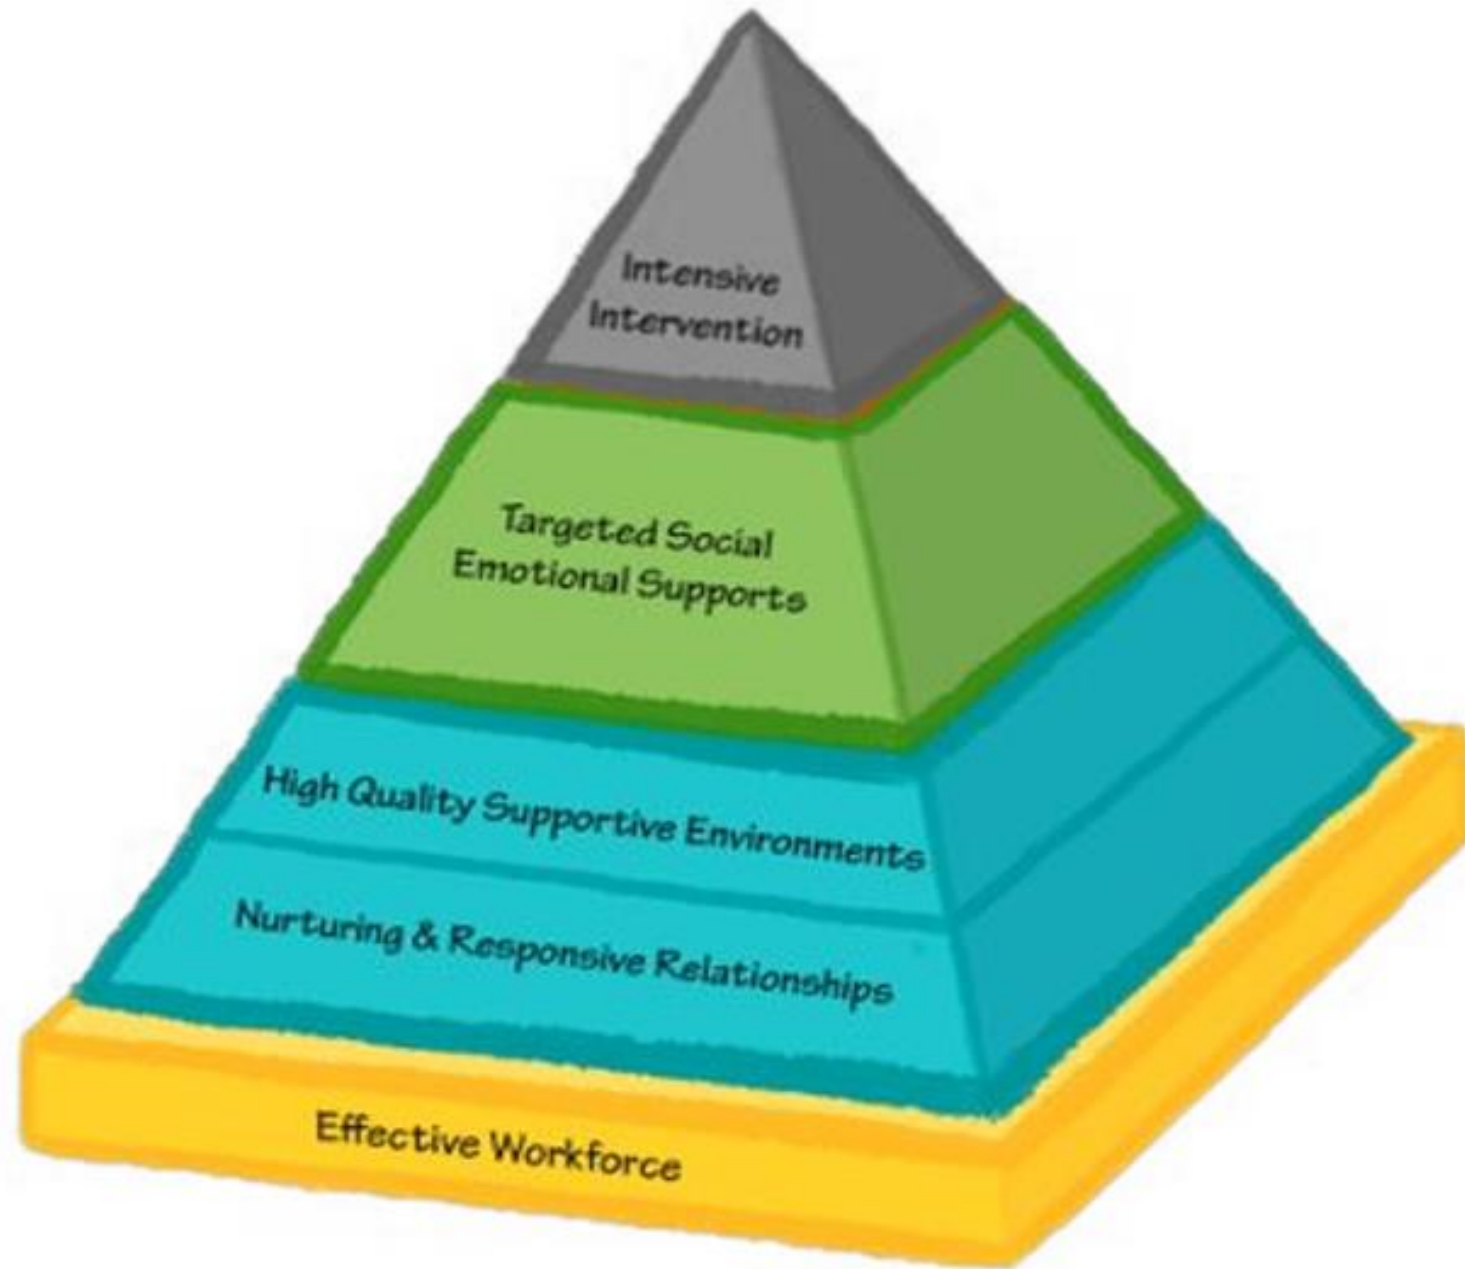 Intensive
Intervention
Targeted Social
Emotional Supports
High Quality Supportive Environments
Nurturing & Responsive Relationships
Effective Workforce